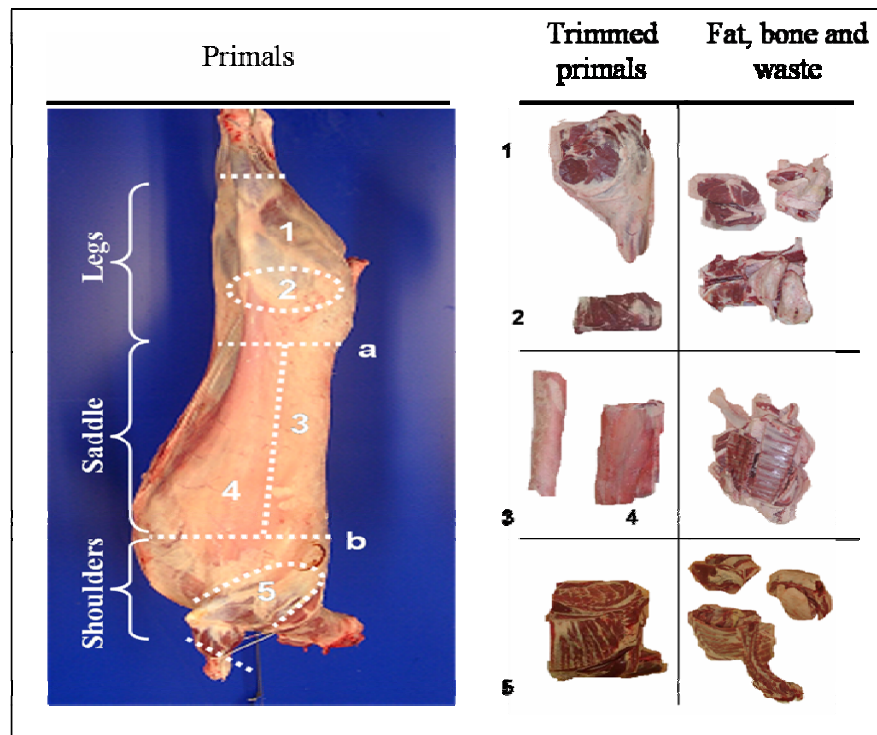 Primals
Trimmed
primals
Fat, bone and
waste
Legs
Saddle
Shoulders
1
2
a
3
4
b
5
1
2
3
4
5